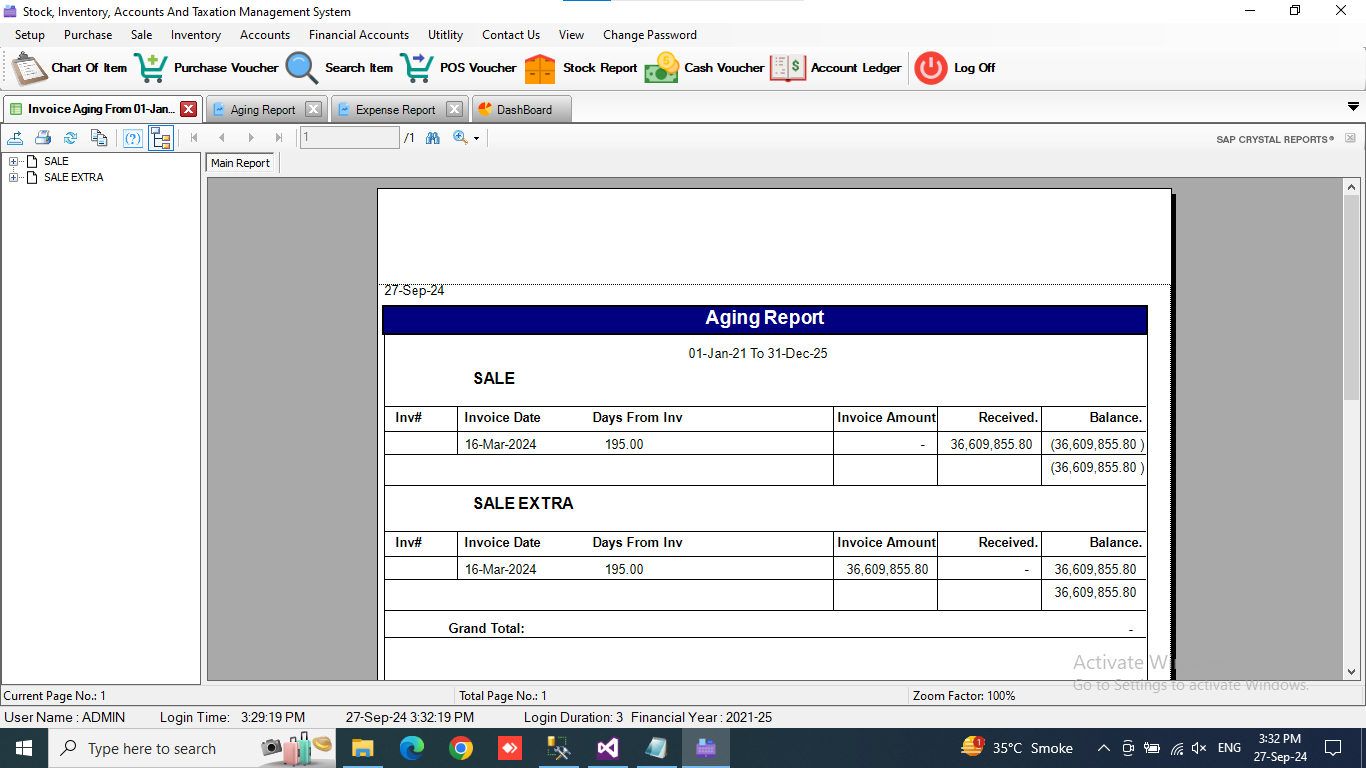 Stock, Inventory, Accounts And Taxation Management System
Setup Purchase Sale Inventory Accounts Financial Accounts Uitility Contact Us View Change Password
Chart Of Item Purchase Voucher Search Item POS Voucher Stock Report Cash Voucher Account Ledger Log Off
Invoice Aging From 01-Jan... Aging Report Expense Report DashBoard
1 /1 SAP CRYSTAL REPORTS®
SALE
SALE EXTRA
Main Report
27-Sep-24
Aging Report
01-Jan-21 To 31-Dec-25
SALE
Inv# Invoice Date Days From Inv Invoice Amount Received. Balance.
16-Mar-2024 195.00 - 36,609,855.80 (36,609,855.80 )
(36,609,855.80 )
SALE EXTRA
Inv# Invoice Date Days From Inv Invoice Amount Received. Balance.
16-Mar-2024 195.00 36,609,855.80 - 36,609,855.80
36,609,855.80
Grand Total: -
Activate Wi
Go to Settings to activate Windows.
Current Page No.: 1 Total Page No.: 1 Zoom Factor: 100%
User Name : ADMIN Login Time: 3:29:19 PM 27-Sep-24 3:32:19 PM Login Duration: 3 Financial Year : 2021-25
Type here to search 1 35°C Smoke ENG 3:32 PM
27-Sep-24